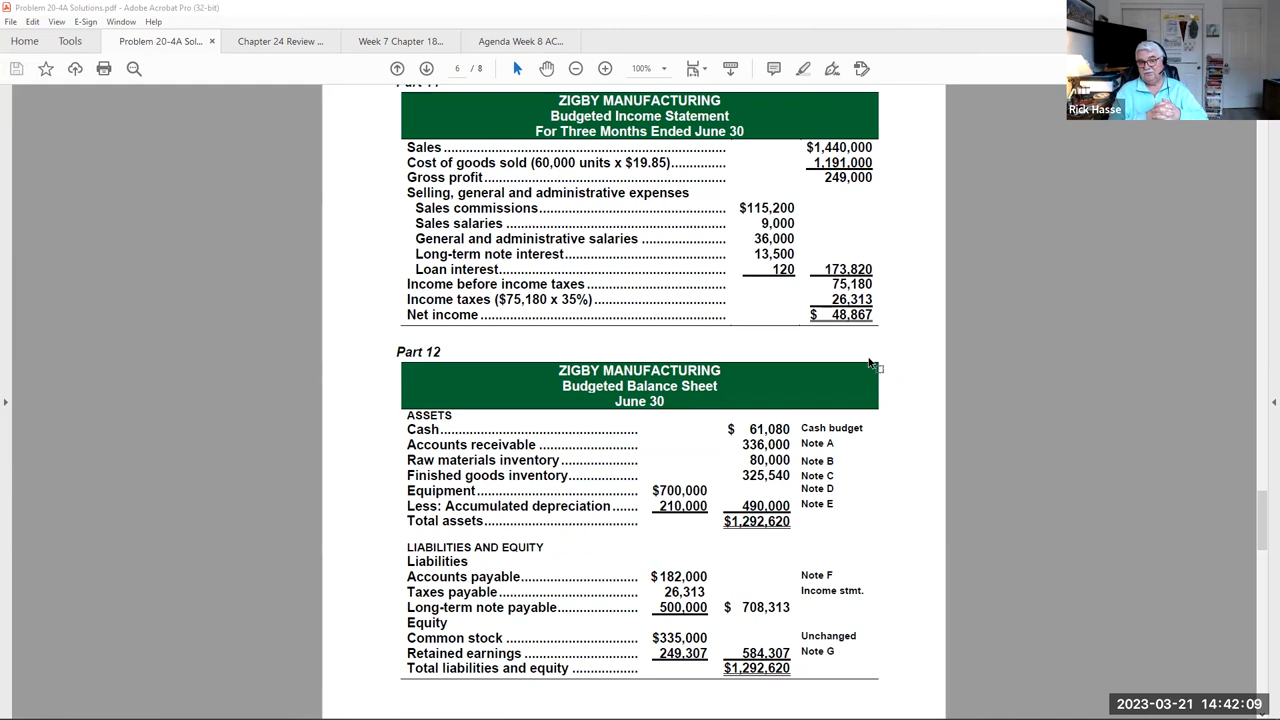 Problem 20-4A Solutions.pdf - Adobe Acrobat Pro (32-bit)
File Edit View E-Sign Window Help
Home Tools Problem 20-4A Sol... × Chapter 24 Review ... Week 7 Chapter 18... Agenda Week 8 AC...
6 / 8 100%
Rick Hasse
ZIGBY MANUFACTURING
Budgeted Income Statement
For Three Months Ended June 30
Sales $1,440,000
Cost of goods sold (60,000 units x $19.85) 1,191,000
Gross profit 249,000
Selling, general and administrative expenses
Sales commissions $115,200
Sales salaries 9,000
General and administrative salaries 36,000
Long-term note interest 13,500
Loan interest 120 173,820
Income before income taxes 75,180
Income taxes ($75,180 x 35%) 26,313
Net income $ 48,867
Part 12
ZIGBY MANUFACTURING
Budgeted Balance Sheet
June 30
ASSETS
Cash $ 61,080 Cash budget
Accounts receivable 336,000 Note A
Raw materials inventory 80,000 Note B
Finished goods inventory 325,540 Note C
Equipment $700,000 Note D
Less: Accumulated depreciation 210,000 490,000 Note E
Total assets $1,292,620
LIABILITIES AND EQUITY
Liabilities
Accounts payable $182,000 Note F
Taxes payable 26,313 Income stmt.
Long-term note payable 500,000 $ 708,313
Equity
Common stock $335,000 Unchanged
Retained earnings 249,307 584,307 Note G
Total liabilities and equity $1,292,620
2023-03-21 14:42:09